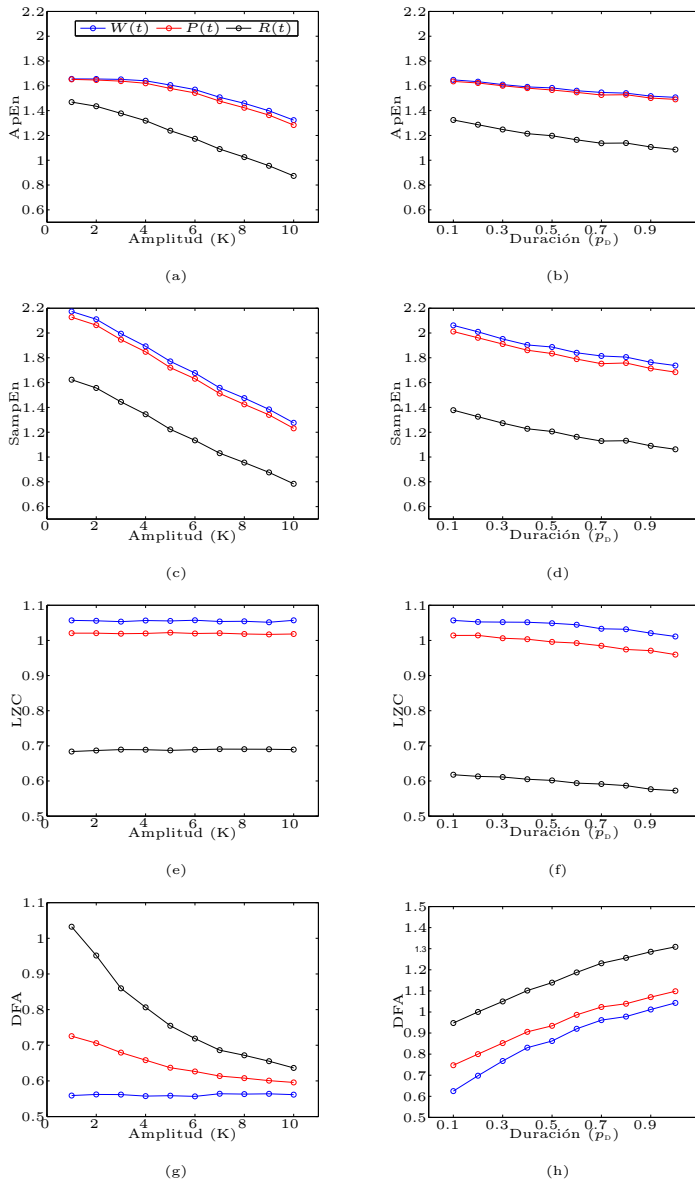 W(t) P(t) R(t)
2.2
2
1.8
1.6
1.4
1.2
1
0.8
0.6
ApEn
0 2 4 6 8 10
Amplitud (K)
(a)
2.2
2
1.8
1.6
1.4
1.2
1
0.8
0.6
ApEn
0.1 0.3 0.5 0.7 0.9
Duración (p_D)
(b)
2.2
2
1.8
1.6
1.4
1.2
1
0.8
0.6
SampEn
0 2 4 6 8 10
Amplitud (K)
(c)
2.2
2
1.8
1.6
1.4
1.2
1
0.8
0.6
SampEn
0.1 0.3 0.5 0.7 0.9
Duración (p_D)
(d)
1.1
1
0.9
0.8
0.7
0.6
0.5
LZC
0 2 4 6 8 10
Amplitud (K)
(e)
1.1
1
0.9
0.8
0.7
0.6
0.5
LZC
0.1 0.3 0.5 0.7 0.9
Duración (p_D)
(f)
1.1
1
0.9
0.8
0.7
0.6
0.5
DFA
0 2 4 6 8 10
Amplitud (K)
(g)
1.5
1.4
1.3
1.2
1.1
1
0.9
0.8
0.7
0.6
0.5
DFA
0.1 0.3 0.5 0.7 0.9
Duración (p_D)
(h)